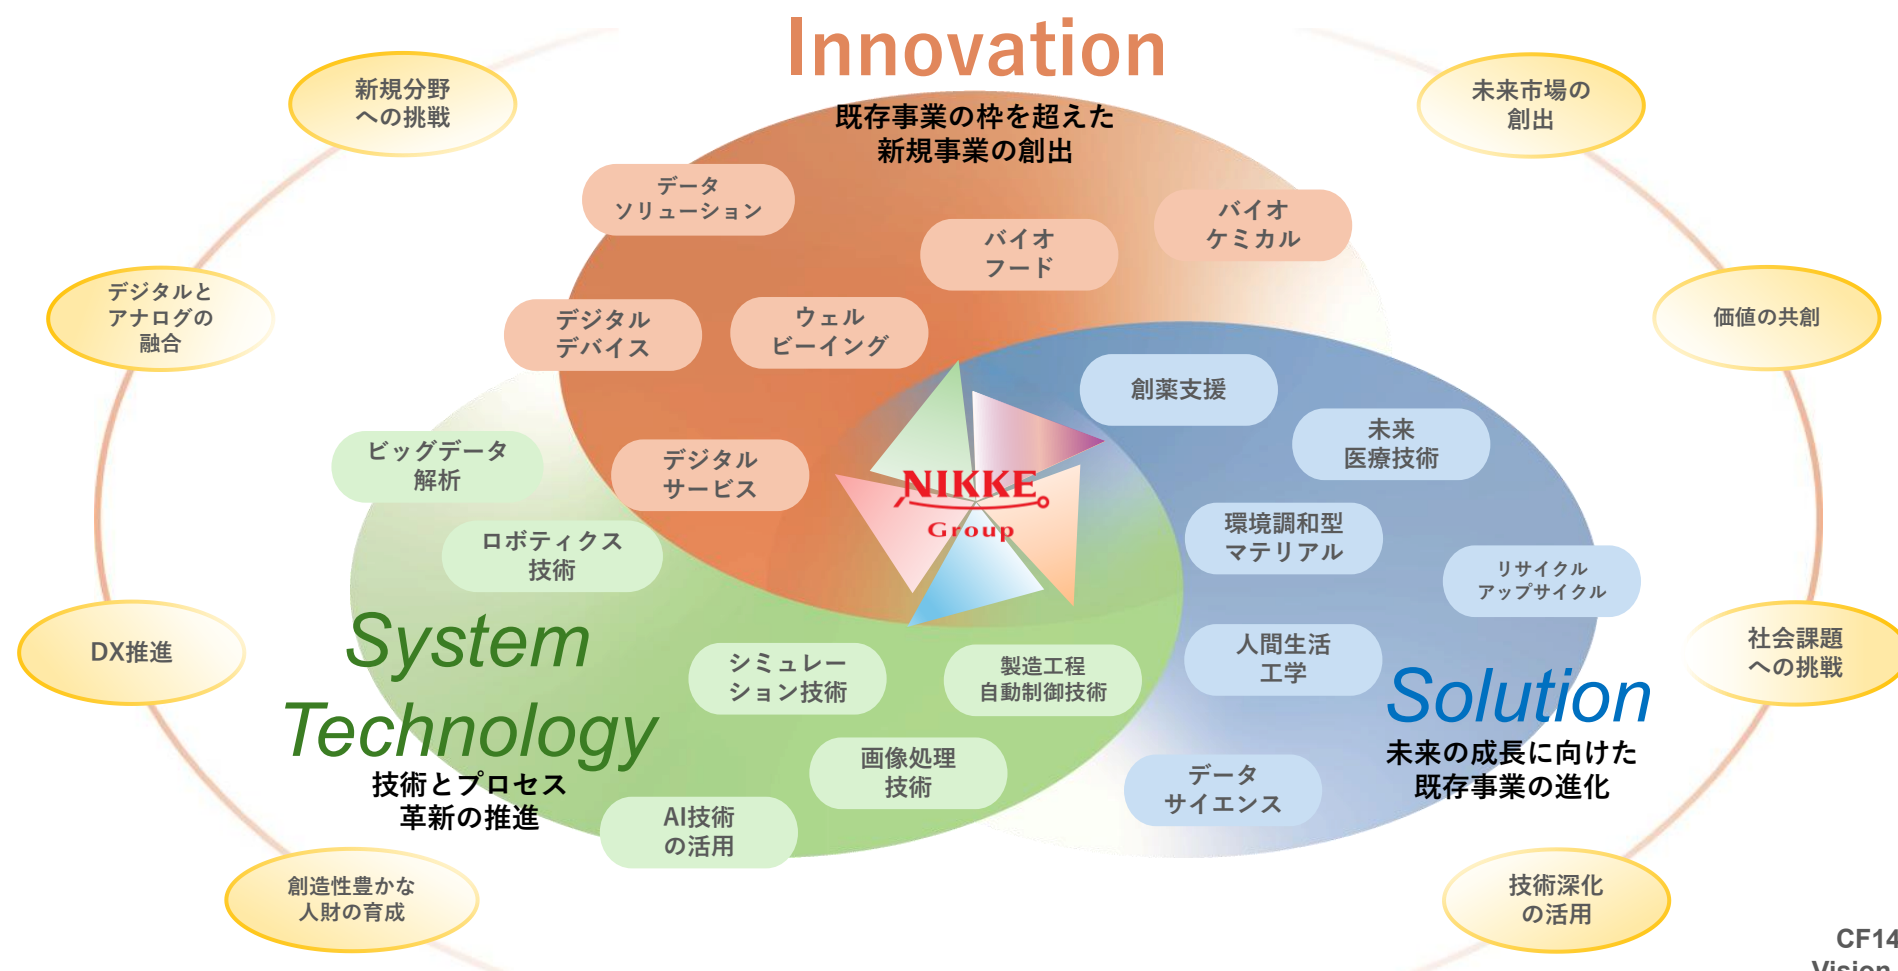 Innovation
既存事業の枠を超えた
新規事業の創出
新規分野
への挑戦
未来市場の
創出
データ
ソリューション
バイオ
フード
バイオ
ケミカル
デジタルと
アナログの
融合
デジタル
デバイス
ウェル
ビーイング
価値の共創
創薬支援
未来
医療技術
ビッグデータ
解析
デジタル
サービス
NIKKE
Group
ロボティクス
技術
環境調和型
マテリアル
リサイクル
アップサイクル
DX推進
System
Technology
技術とプロセス
革新の推進
シミュレー
ション技術
製造工程
自動制御技術
人間生活
工学
Solution
未来の成長に向けた
既存事業の進化
社会課題
への挑戦
画像処理
技術
データ
サイエンス
AI技術
の活用
創造性豊かな
人財の育成
技術深化
の活用
CF14
Vision